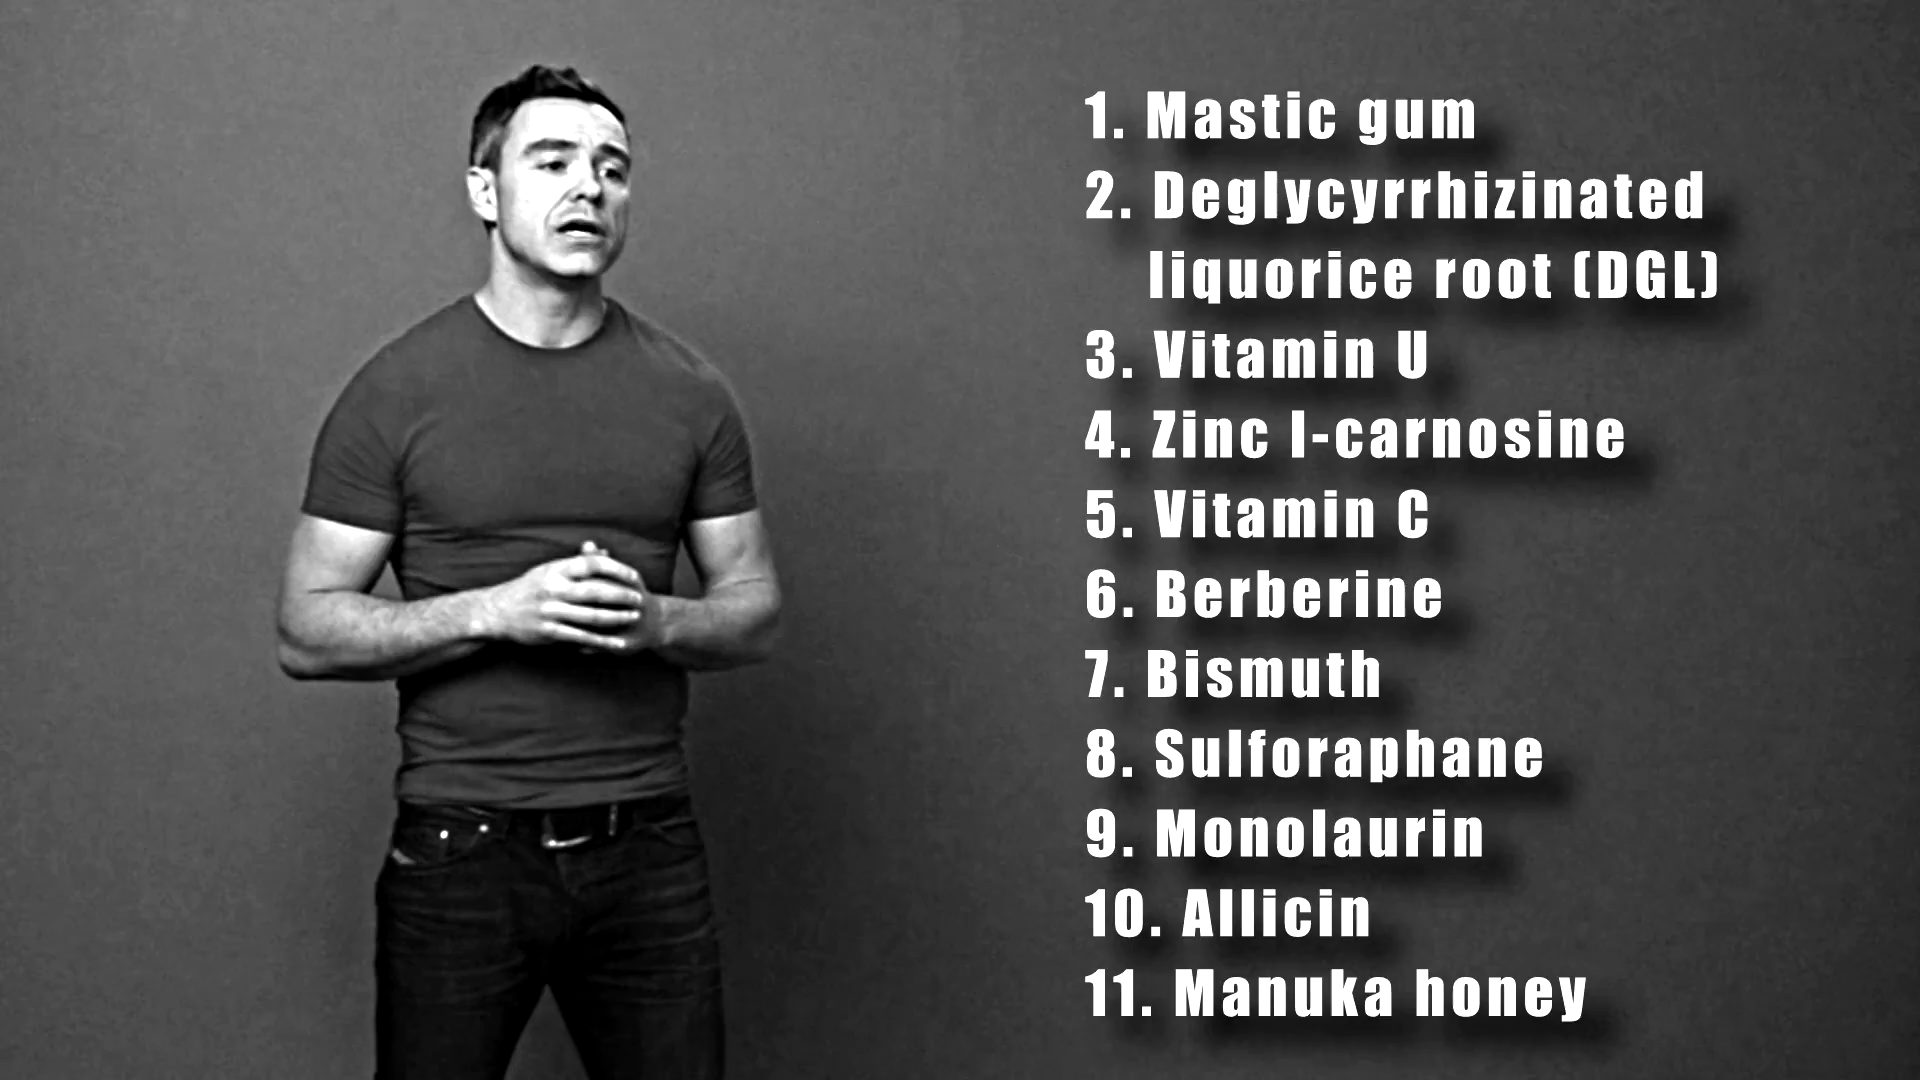 1. Mastic gum
2. Deglycyrrhizinated
liquorice root (DGL)
3. Vitamin U
4. Zinc l-carnosine
5. Vitamin C
6. Berberine
7. Bismuth
8. Sulforaphane
9. Monolaurin
10. Allicin
11. Manuka honey